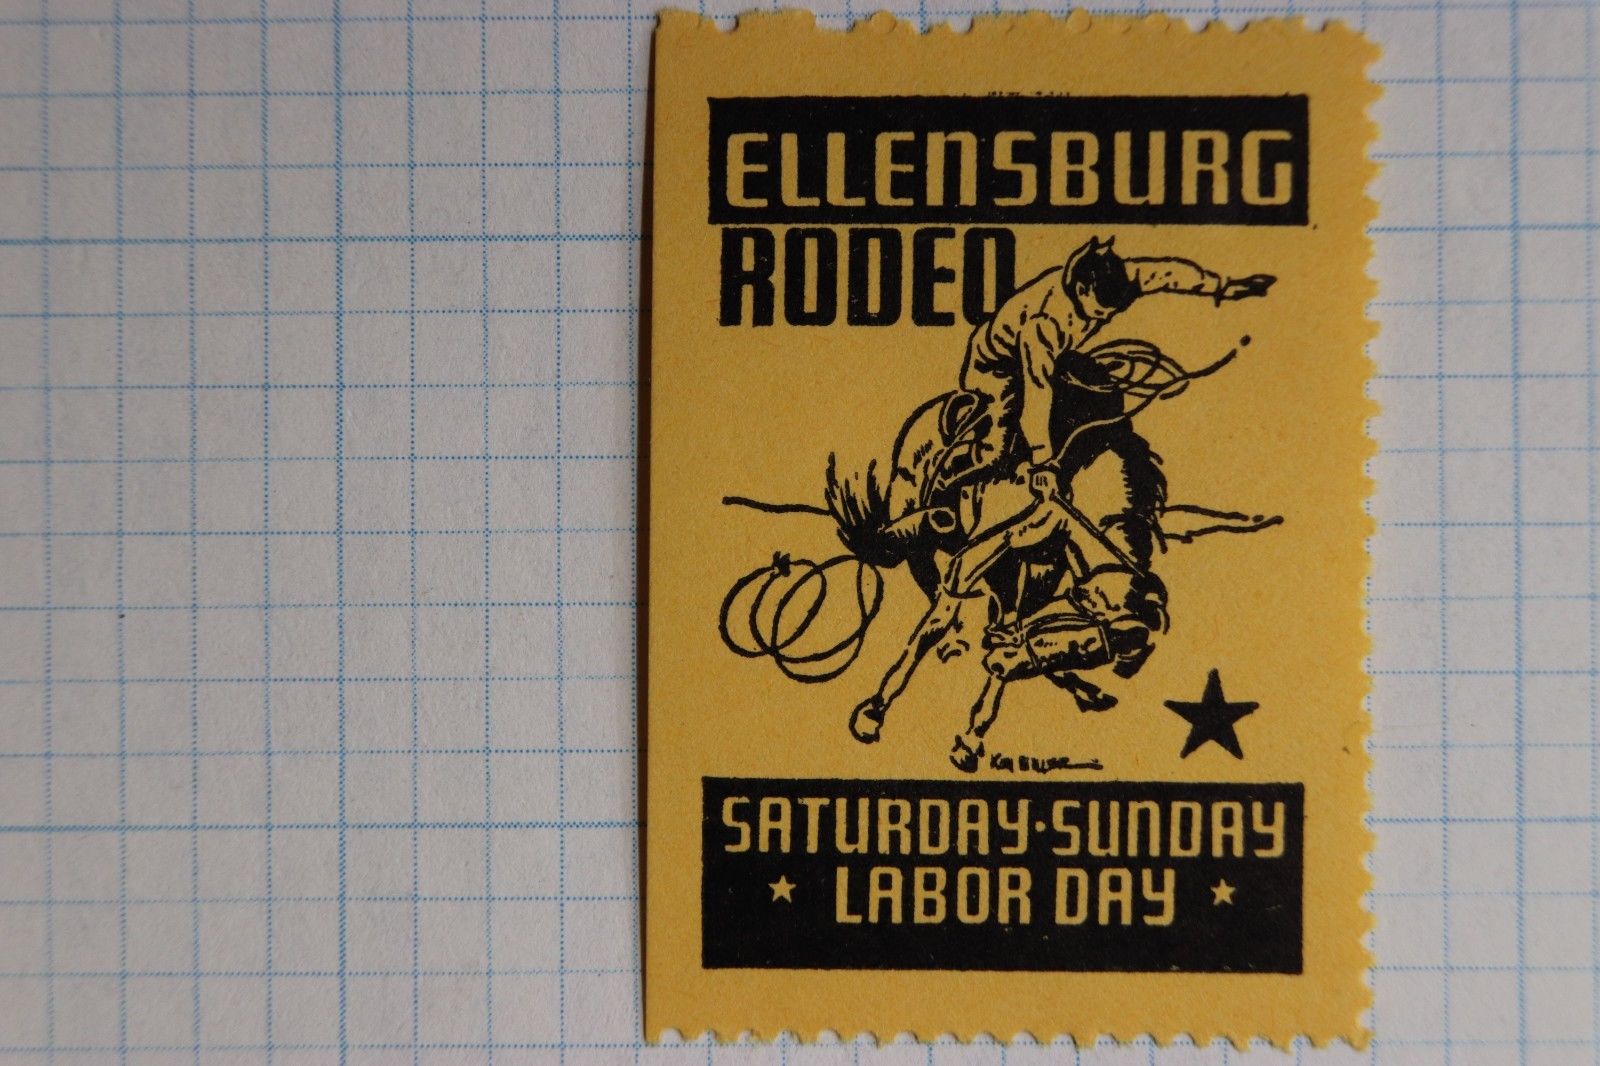 ELLENSBURG
RODEO
SATURDAY·SUNDAY
★ LABOR DAY ★